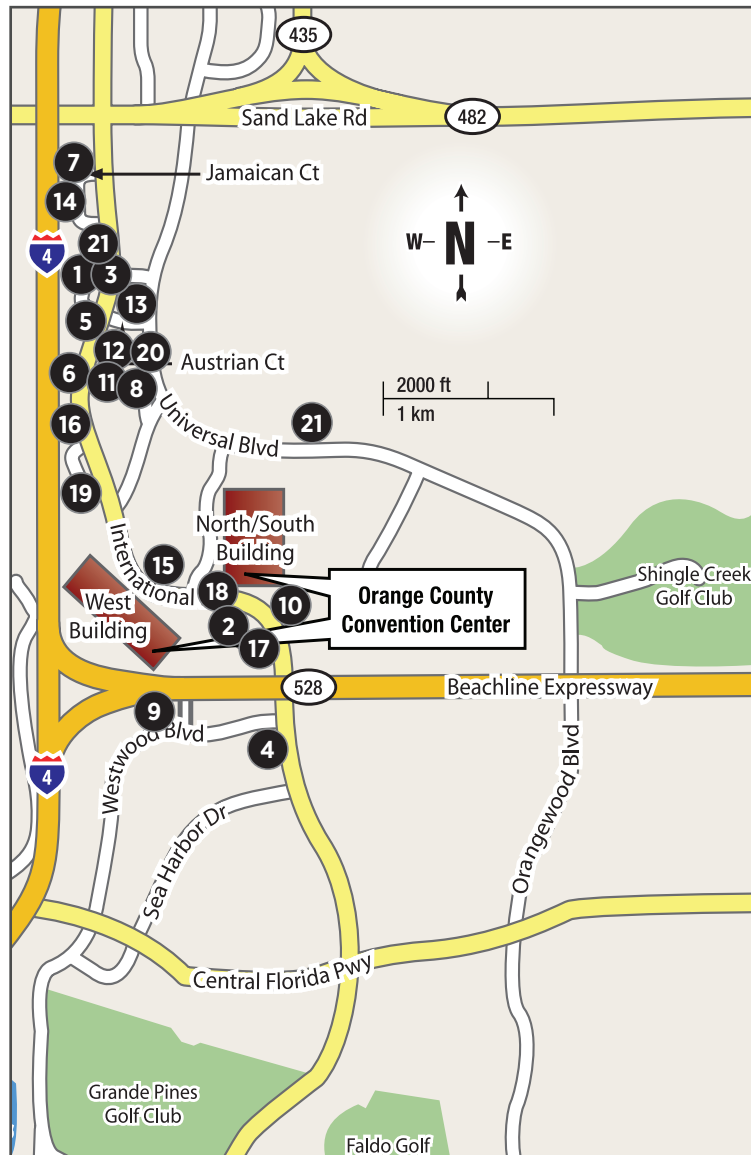 435
Sand Lake Rd
482
7
Jamaican Ct
14
21
4
W
N
E
1
3
13
5
12
20
Austrian Ct
6
11
8
2000 ft
1 km
16
21
Universal Blvd
19
North/South
Building
International
15
West
Building
18
10
2
17
Orange County
Convention Center
Shingle Creek
Golf Club
528
Beachline Expressway
9
Westwood Blvd
4
4
Sea Harbor Dr
Orangewood Blvd
Central Florida Pwy
Grande Pines
Golf Club
Faldo Golf